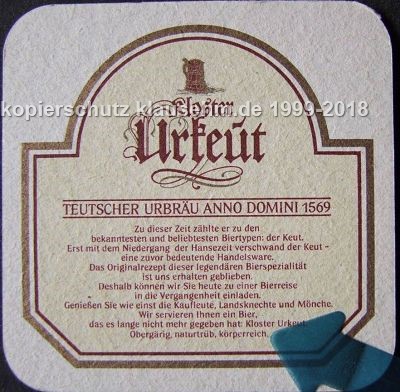 Kloster
kopierschutz klausehm.de 1999-2018
Urkeut
TEUTSCHER URBRÄU ANNO DOMINI 1569
Zu dieser Zeit zählte er zu den
bekanntesten und beliebtesten Biertypen: der Keut.
Erst mit dem Niedergang der Hansezeit verschwand der Keut -
eine zuvor bedeutende Handelsware.
Das Originalrezept dieser legendären Bierspezialität
ist uns erhalten geblieben.
Deshalb können wir Sie heute zu einer Bierreise
in die Vergangenheit einladen.
Genießen Sie wie einst die Kaufleute, Landsknechte und Mönche.
Wir servieren Ihnen ein Bier,
das es lange nicht mehr gegeben hat: Kloster Urkeut
Obergärig, naturtrüb, körperreich.